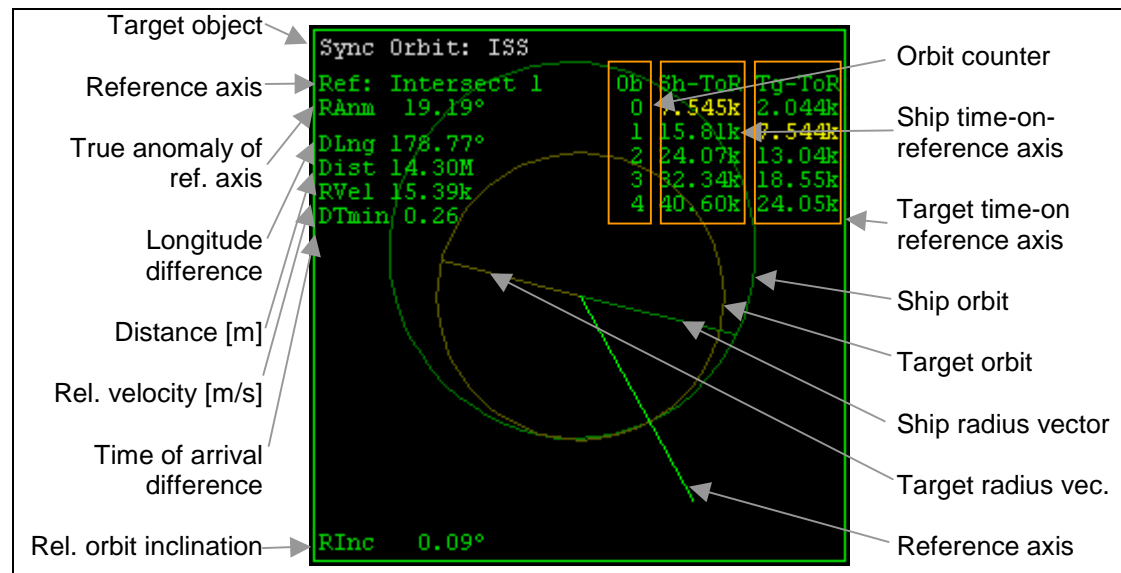 Target object
Reference axis
True anomaly of
ref. axis
Longitude
difference
Distance [m]
Rel. velocity [m/s]
Time of arrival
difference
Rel. orbit inclination
Sync Orbit: ISS
Ref: Intersect 1 Ob Sh-ToR Tg-ToR
RAnm 19.19° 0 7.545k 2.044k
1 15.81k 7.544k
DLng 178.77°
2 24.07k 13.04k
Dist 14.30M
RVel 15.39k 3 32.34k 18.55k
DTmin 0.26 4 40.60k 24.05k
RInc 0.09°
Orbit counter
Ship time-on-
reference axis
Target time-on
reference axis
Ship orbit
Target orbit
Ship radius vector
Target radius vec.
Reference axis